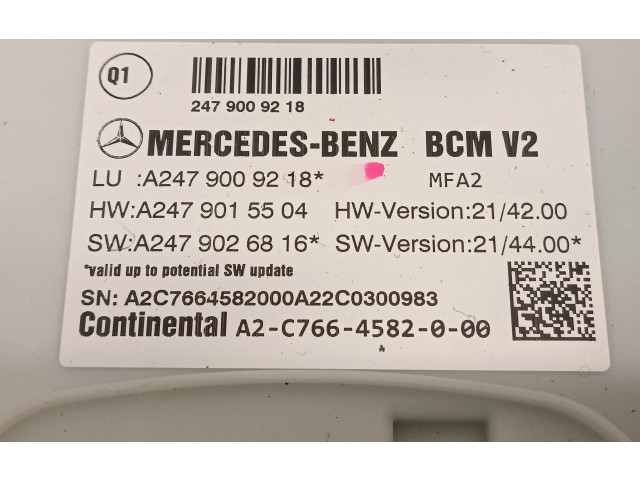 Q1
247 900 92 18
MERCEDES-BENZ BCM V2
LU :A247 900 92 18* MFA2
HW:A247 901 55 04 HW-Version:21/42.00
SW:A247 902 68 16* SW-Version:21/44.00*
*valid up to potential SW update
SN: A2C7664582000A22C0300983
Continental A2-C766-4582-0-00